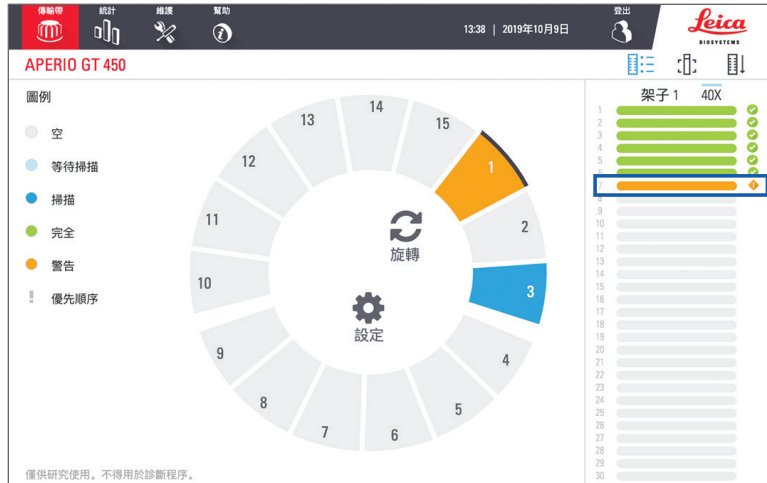 傳輸帶
統計
維護
幫助
13:38 | 2019年10月9日
登出
Leica
BIOSYSTEMS
APERIO GT 450
圖例
空
等待掃描
掃描
完全
警告
優先順序
1
2
3
4
5
6
7
8
9
10
11
12
13
14
15
旋轉
設定
架子 1 40X
1
2
3
4
5
6
7
8
9
10
11
12
13
14
15
16
17
18
19
20
21
22
23
24
25
26
27
28
29
30
僅供研究使用。不得用於診斷程序。